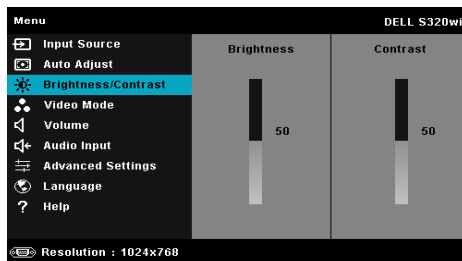 Menu
DELL S320wi
Input Source
Auto Adjust
Brightness/Contrast
Video Mode
Volume
Audio Input
Advanced Settings
Language
? Help
Brightness
50
Contrast
50
Resolution : 1024x768